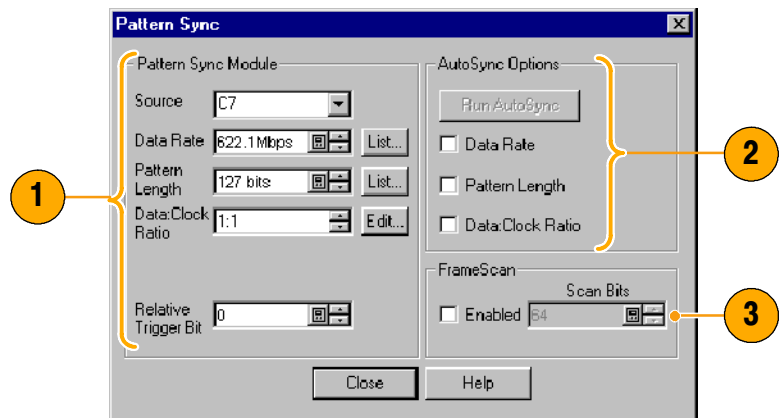 Pattern Sync
Pattern Sync Module
Source C7
Data Rate 622.1Mbps List...
Pattern Length 127 bits List...
Data:Clock Ratio 1:1 Edit...
Relative Trigger Bit 0
AutoSync Options
Run AutoSync
Data Rate
Pattern Length
Data:Clock Ratio
FrameScan
Scan Bits
Enabled 64
Close Help
1
2
3